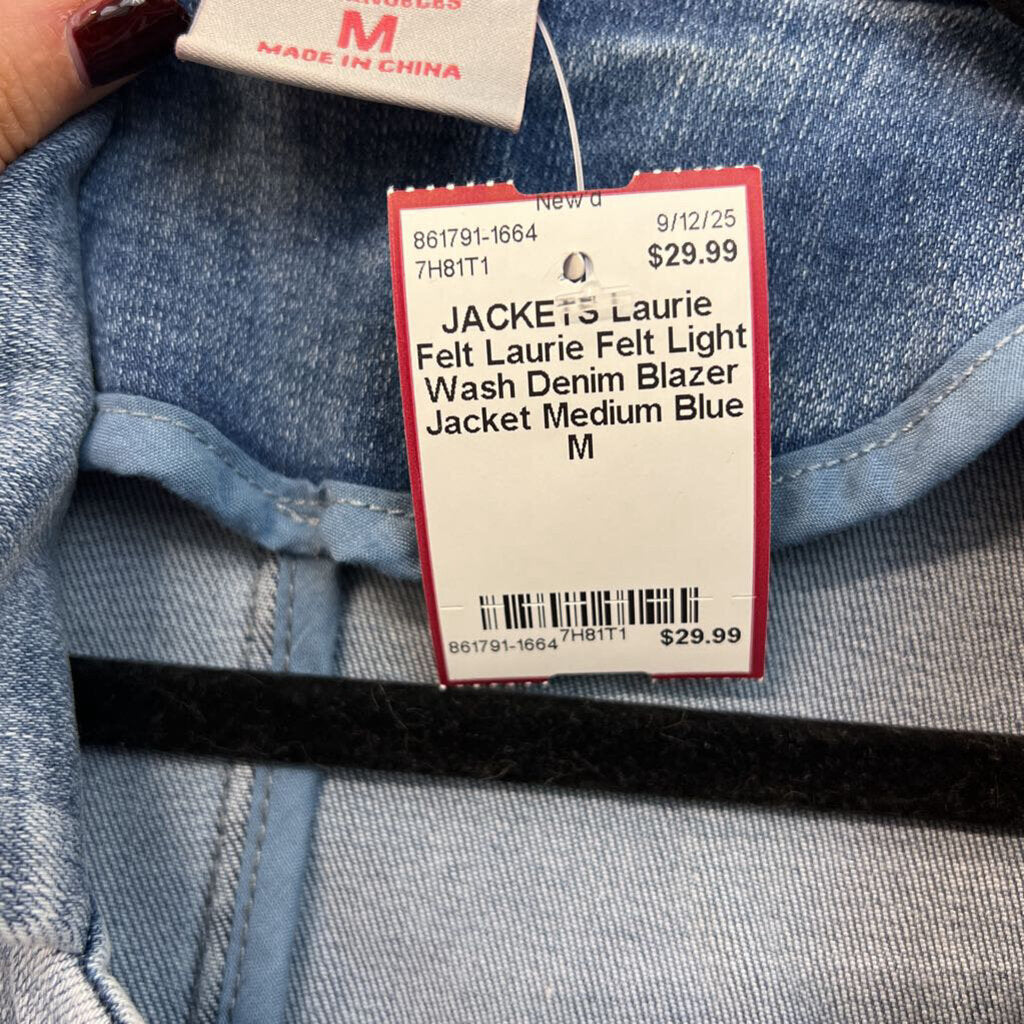 M
MADE IN CHINA
New d
861791-1664 9/12/25
7H81T1 $29.99
JACKETS Laurie
Felt Laurie Felt Light
Wash Denim Blazer
Jacket Medium Blue
M
861791-1664 7H81T1 $29.99